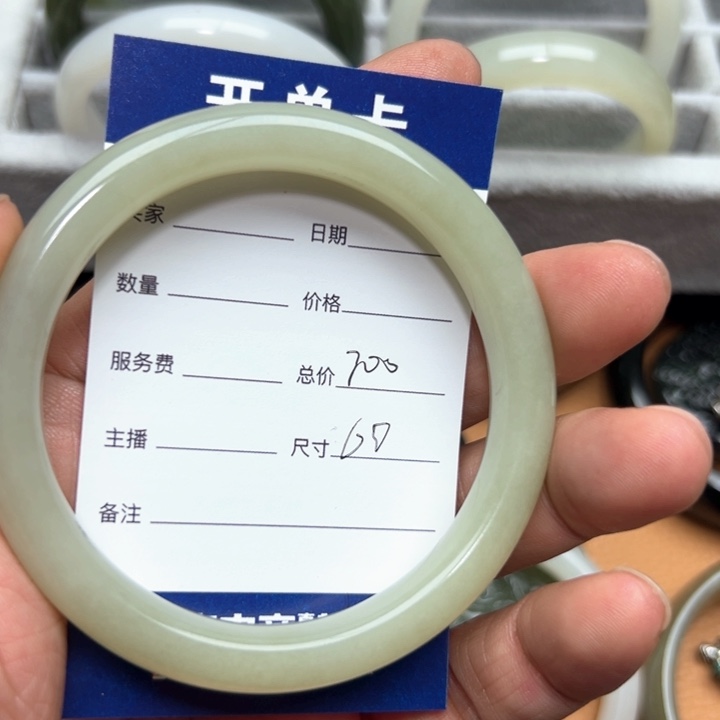 开单卡
买家 日期
数量 价格
服务费 总价 700
主播 尺寸 60
备注